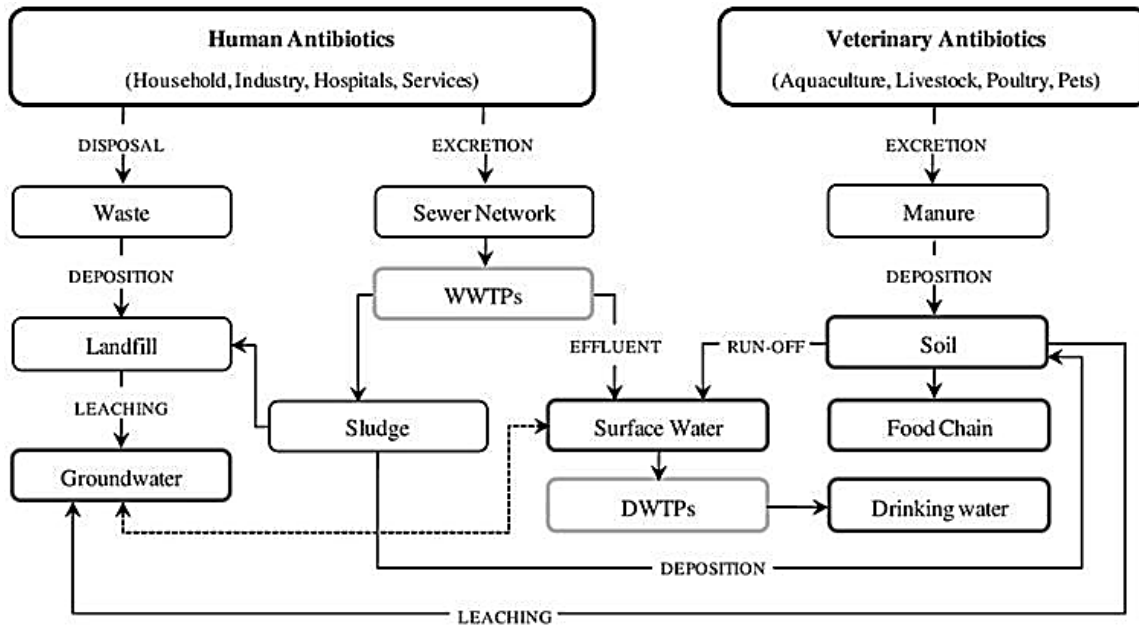 Human Antibiotics
(Household, Industry, Hospitals, Services)
Veterinary Antibiotics
(Aquaculture, Livestock, Poultry, Pets)
DISPOSAL
EXCRETION
EXCRETION
Waste
Sewer Network
Manure
DEPOSITION
WWTPs
DEPOSITION
Landfill
EFFLUENT
RUN-OFF
Soil
LEACHING
Sludge
Surface Water
Food Chain
Groundwater
DWTPs
Drinking water
DEPOSITION
LEACHING